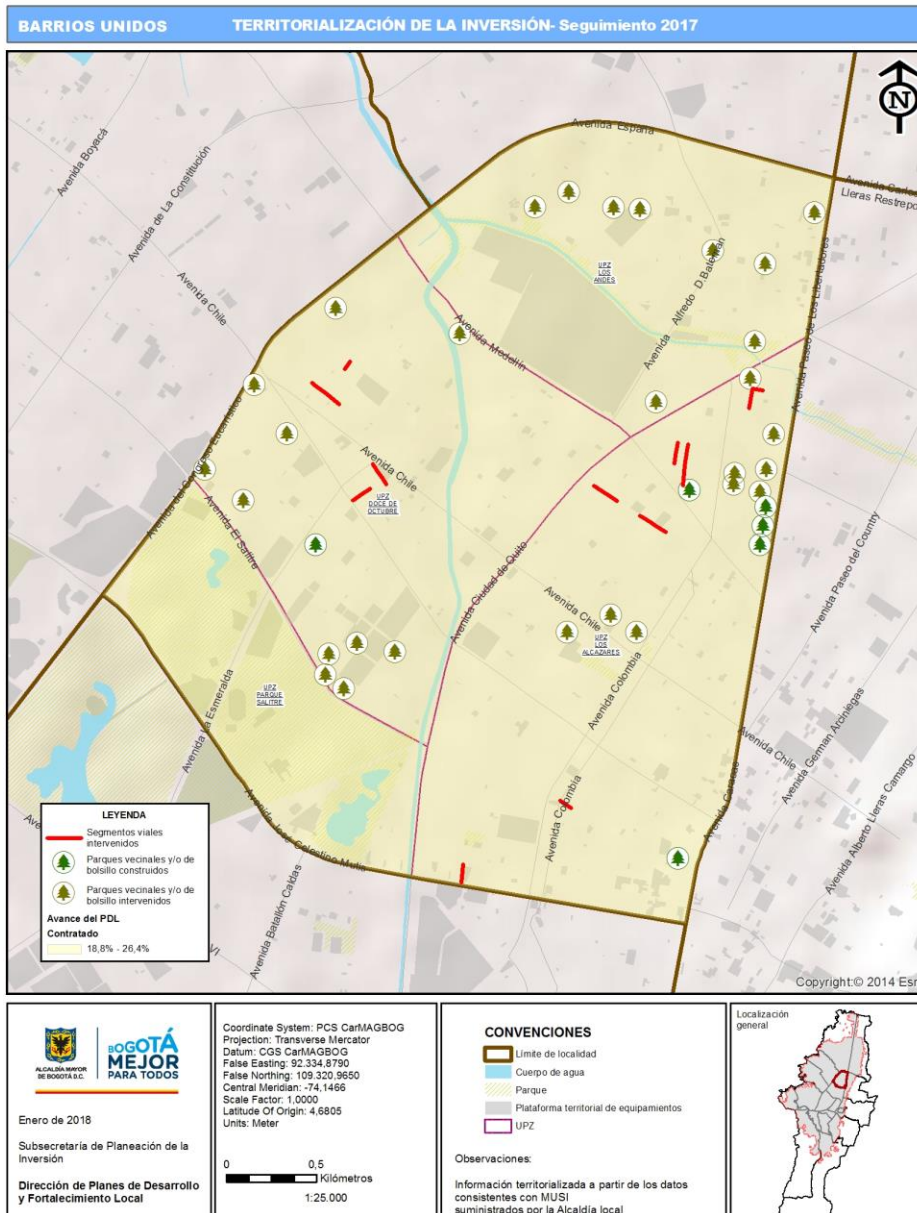 BARRIOS UNIDOS
TERRITORIALIZACIÓN DE LA INVERSIÓN- Seguimiento 2017
N
Avenida España
Avenida Carlos
Lleras Restrepo
Avenida Boyacá
Avenida de La Constitución
Avenida Chile
UPZ
LOS
ANDES
Avenida Alfredo D.Bateman
Avenida Paseo de Los Libertadores
Avenida Medellín
Avenida del Congreso Eucarístico
Avenida Chile
UPZ
DOCE DE
OCTUBRE
Avenida El Salitre
Avenida Ciudad de Quito
Avenida Paseo del Country
Avenida Chile
UPZ
LOS
ALCAZARES
Avenida Colombia
Avenida La Esmeralda
UPZ
PARQUE
SALITRE
Avenida Chile
Avenida German Arciniegas
Avenida Caracas
Avenida Alberto Lleras Camargo
Avenida Colombia
Avenida Jose Celestino Mutis
Avenida Batallón Caldas
VI
LEYENDA
Segmentos viales
intervenidos
Parques vecinales y/o de
bolsillo construidos
Parques vecinales y/o de
bolsillo intervenidos
Avance del PDL
Contratado
18,8% - 26,4%
Copyright:© 2014 Esr
ALCALDÍA MAYOR
DE BOGOTÁ D.C.
BOGOTÁ
MEJOR
PARA TODOS
Enero de 2018
Subsecretaría de Planeación de la
Inversión
Dirección de Planes de Desarrollo
y Fortalecimiento Local
Coordinate System: PCS CarMAGBOG
Projection: Transverse Mercator
Datum: CGS CarMAGBOG
False Easting: 92.334,8790
False Northing: 109.320,9650
Central Meridian: -74,1466
Scale Factor: 1,0000
Latitude Of Origin: 4,6805
Units: Meter
0 0,5
Kilómetros
1:25.000
CONVENCIONES
Límite de localidad
Cuerpo de agua
Parque
Plataforma territorial de equipamientos
UPZ
Observaciones:
Información territorializada a partir de los datos
consistentes con MUSI
suministrados por la Alcaldía local
Localización
general